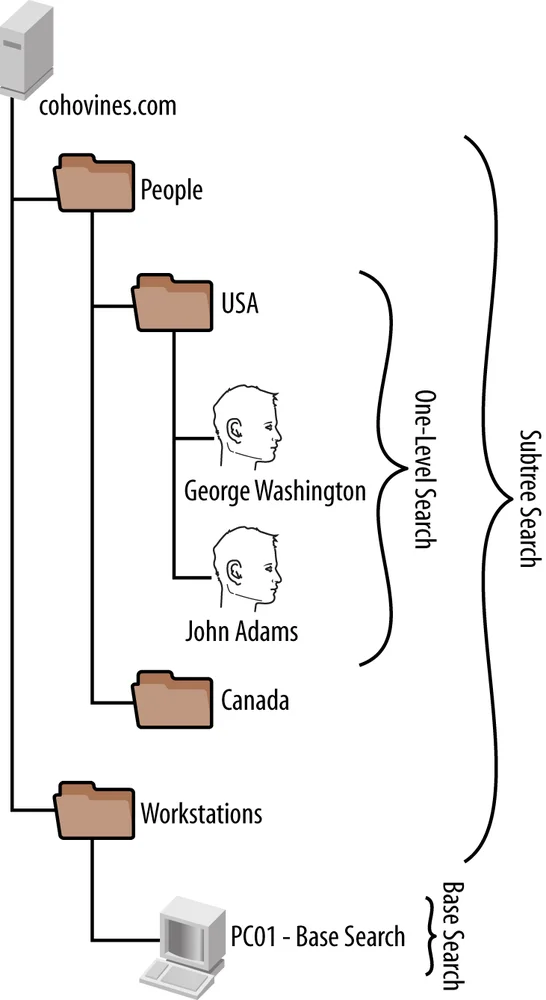 cohovines.com
People
USA
George Washington
John Adams
Canada
Workstations
PC01 - Base Search
One-Level Search
Subtree Search
Base Search